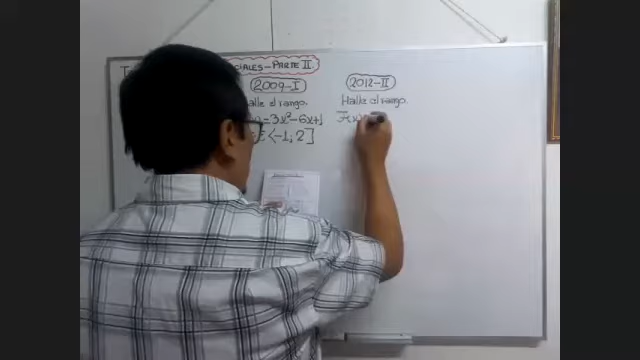 CIALES - PARTE II.
2009-I
halle el rango.
= 3x² - 6x + 1
∈ ⟨-1, 2]
2012-II
Halle el rango.